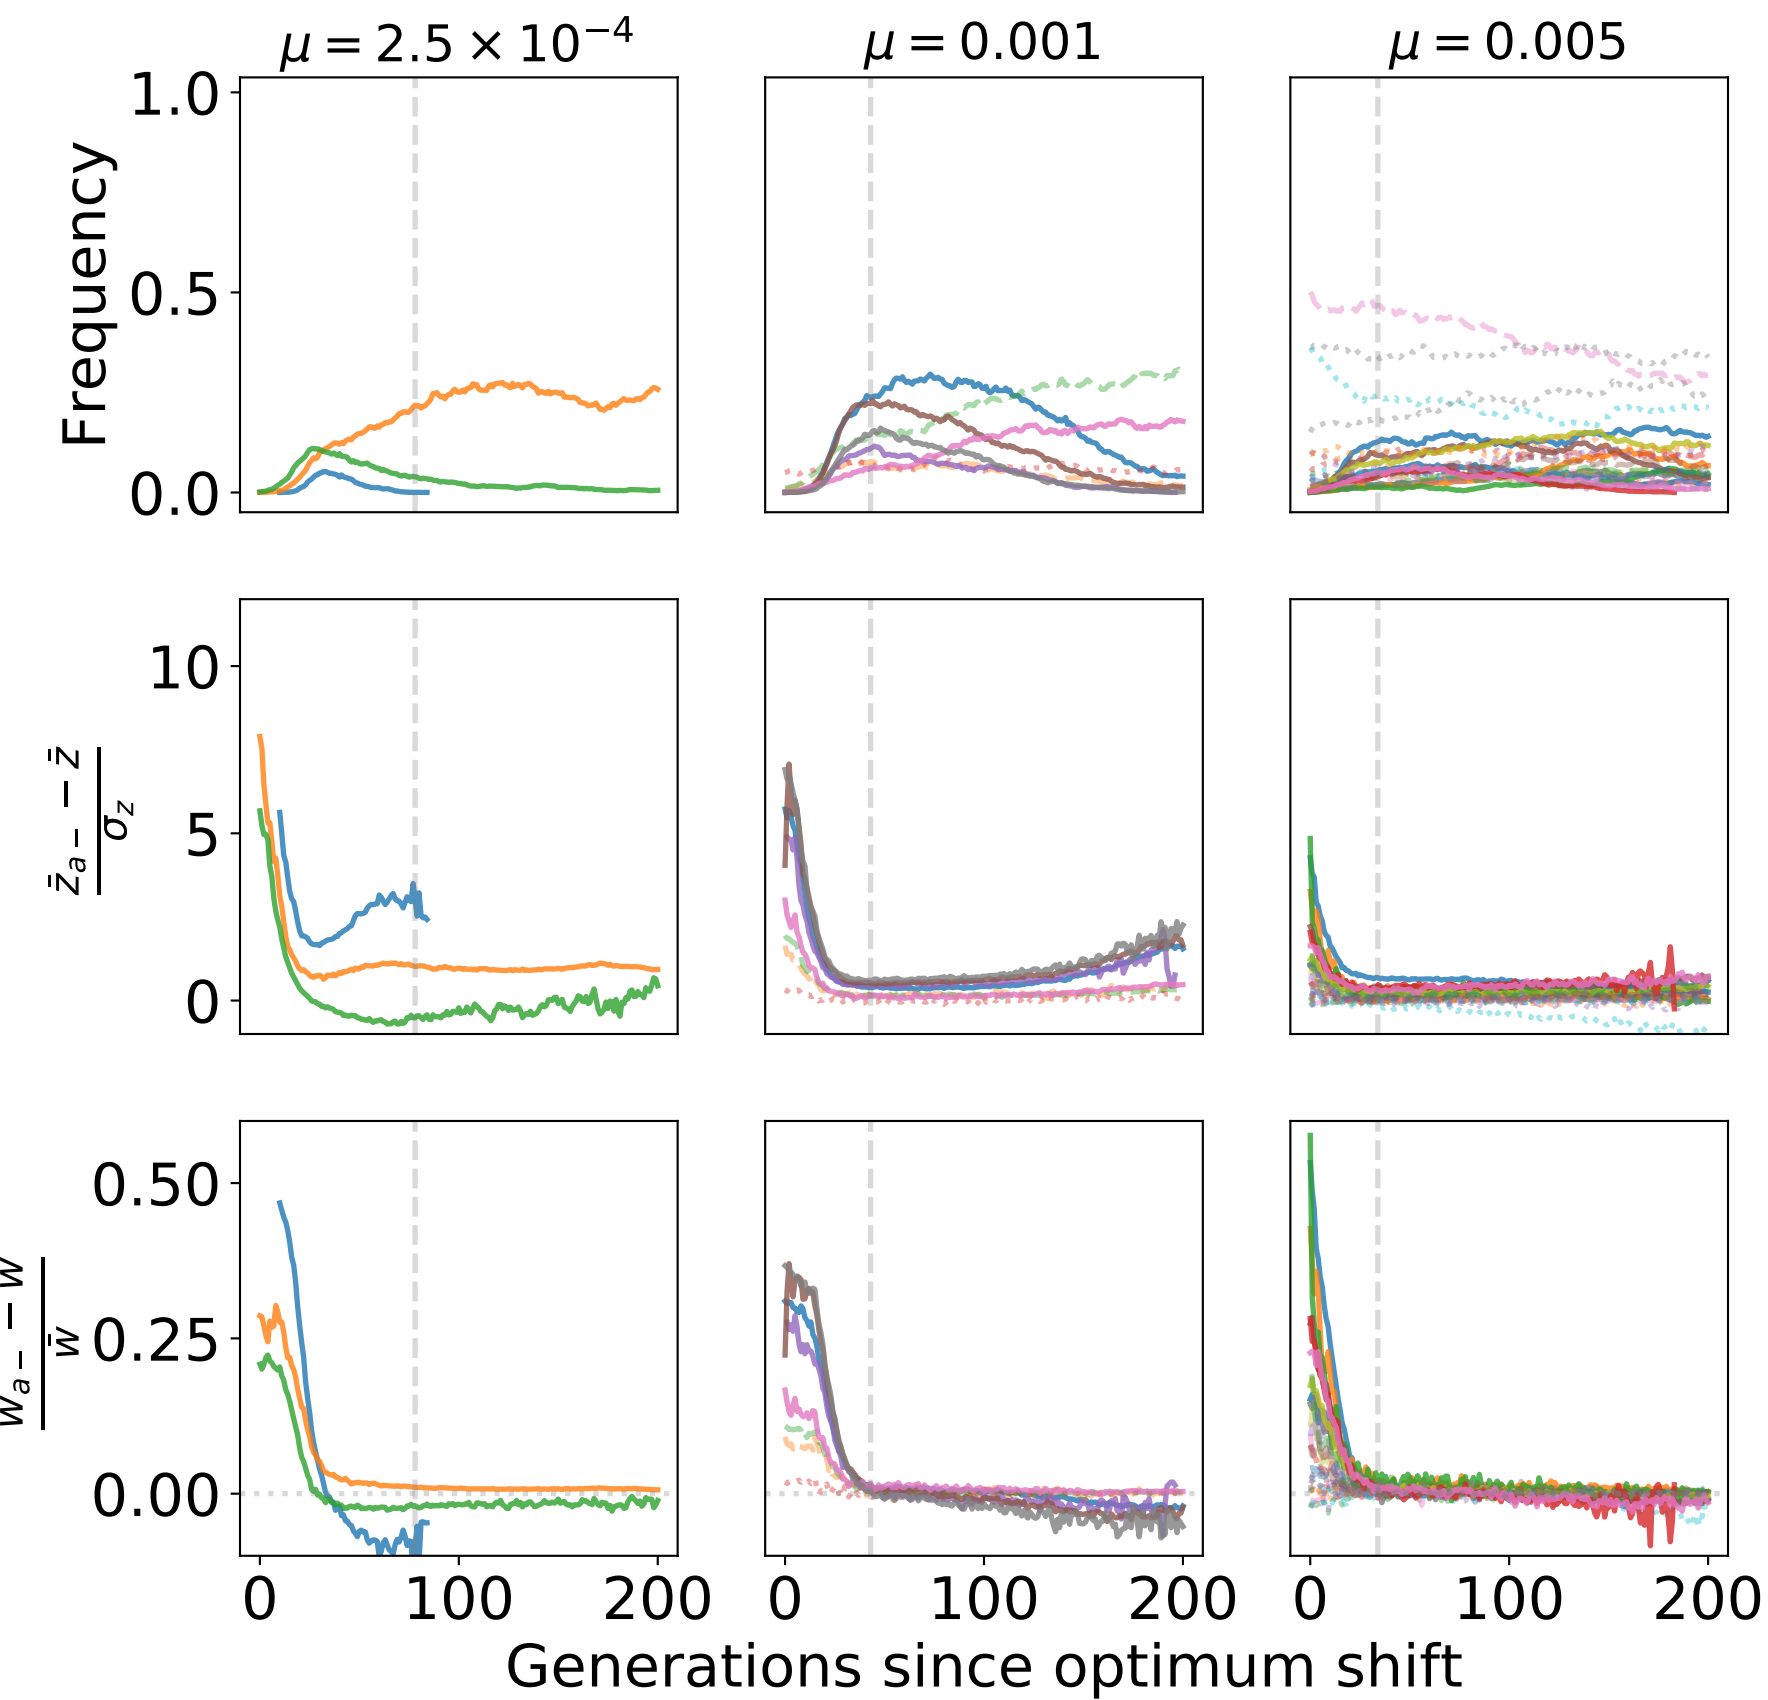 μ = 2.5 × 10⁻⁴
μ = 0.001
μ = 0.005
Frequency
1.0
0.5
0.0
z̄ₐ₋ − z̄
σ_z
10
5
0
w̄
0.50
0.25
0.00
0 100 200
0 100 200
0 100 200
Generations since optimum shift